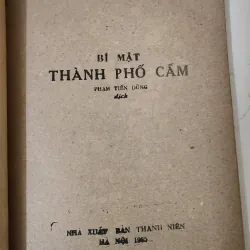 BÍ MẬT
THÀNH PHỐ CẤM
PHẠM TIẾN DŨNG
dịch
NHÀ XUẤT BẢN THANH NIÊN
HÀ NỘI